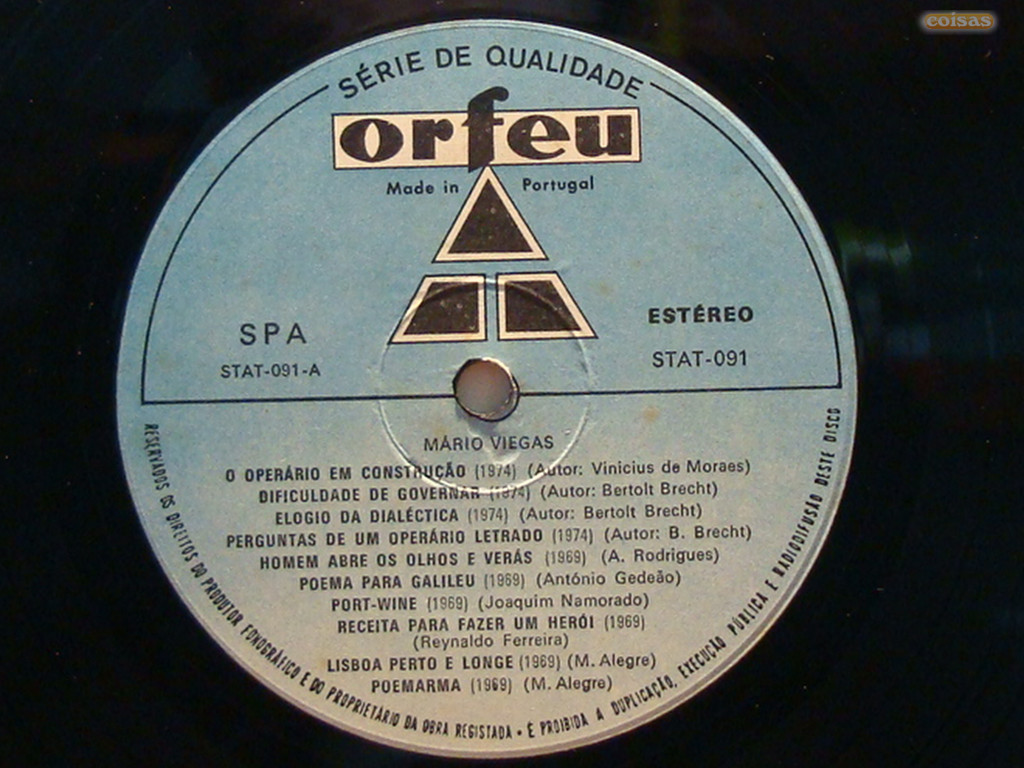 coisas
SÉRIE DE QUALIDADE
orfeu
Made in Portugal
SPA
STAT-091-A
ESTÉREO
STAT-091
MÁRIO VIEGAS
O OPERÁRIO EM CONSTRUÇÃO (1974) (Autor: Vinicius de Moraes)
DIFICULDADE DE GOVERNAR (1974) (Autor: Bertolt Brecht)
ELOGIO DA DIALÉCTICA (1974) (Autor: Bertolt Brecht)
PERGUNTAS DE UM OPERÁRIO LETRADO (1974) (Autor: B. Brecht)
HOMEM ABRE OS OLHOS E VERÁS (1969) (A. Rodrigues)
POEMA PARA GALILEU (1969) (António Gedeão)
PORT-WINE (1969) (Joaquim Namorado)
RECEITA PARA FAZER UM HERÓI (1969)
(Reynaldo Ferreira)
LISBOA PERTO E LONGE (1969) (M. Alegre)
POEMARMA (1969) (M. Alegre)
RESERVADOS OS DIREITOS DO PRODUTOR FONOGRÁFICO E DO PROPRIETÁRIO DA OBRA REGISTADA • É PROIBIDA A DUPLICAÇÃO, EXECUÇÃO PÚBLICA E RADIODIFUSÃO DESTE DISCO